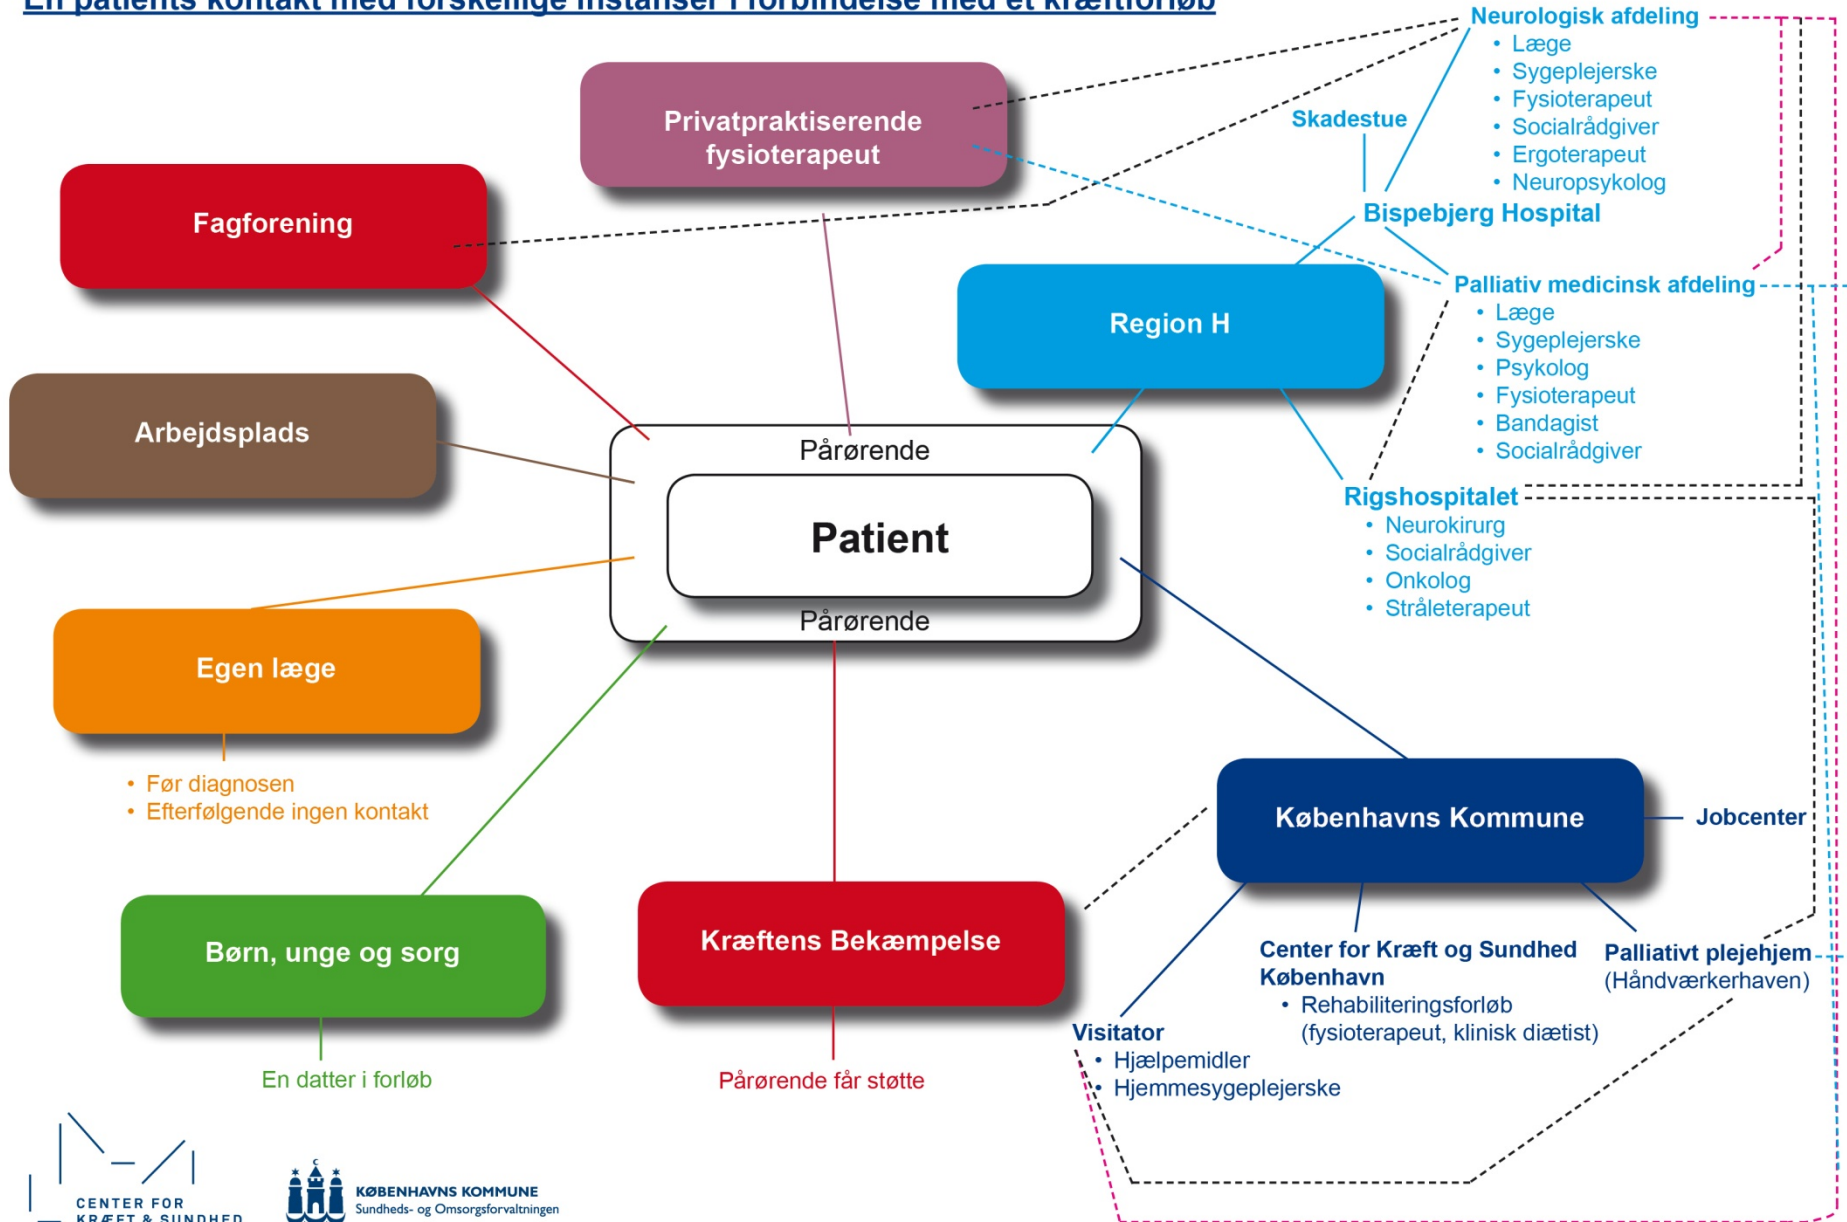 En patients kontakt med forskellige instanser i forbindelse med et kræftforløb
Neurologisk afdeling
• Læge
• Sygeplejerske
• Fysioterapeut
• Socialrådgiver
• Ergoterapeut
• Neuropsykolog
Privatpraktiserende
fysioterapeut
Skadestue
Bispebjerg Hospital
Fagforening
Region H
Palliativ medicinsk afdeling
• Læge
• Sygeplejerske
• Psykolog
• Fysioterapeut
• Bandagist
• Socialrådgiver
Arbejdsplads
Pårørende
Patient
Pårørende
Rigshospitalet
• Neurokirurg
• Socialrådgiver
• Onkolog
• Stråleterapeut
Egen læge
• Før diagnosen
• Efterfølgende ingen kontakt
Københavns Kommune
Jobcenter
Børn, unge og sorg
En datter i forløb
Kræftens Bekæmpelse
Pårørende får støtte
Visitator
• Hjælpemidler
• Hjemmesygeplejerske
Center for Kræft og Sundhed
København
• Rehabiliteringsforløb
(fysioterapeut, klinisk diætist)
Palliativt plejehjem
(Håndværkerhaven)
CENTER FOR
KRÆFT & SUNDHED
KØBENHAVNS KOMMUNE
Sundheds- og Omsorgsforvaltningen